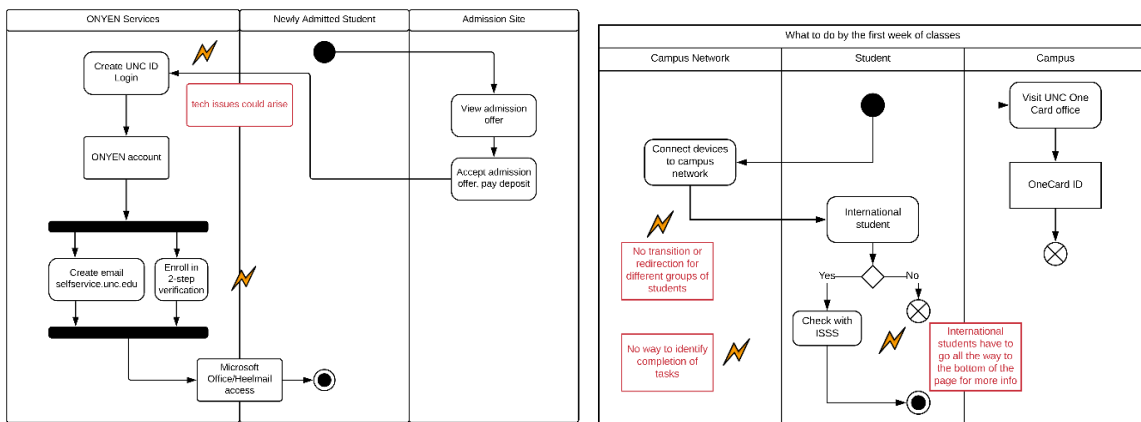 ONYEN Services
Newly Admitted Student
Admission Site
Create UNC ID
Login
tech issues could arise
View admission
offer
ONYEN account
Accept admission
offer, pay deposit
Create email
selfservice.unc.edu
Enroll in
2-step
verification
Microsoft
Office/Heelmail
access
What to do by the first week of classes
Campus Network
Student
Campus
Visit UNC One
Card office
Connect devices
to campus
network
OneCard ID
International
student
No transition or
redirection for
different groups of
students
Yes
No
Check with
ISSS
No way to identify
completion of
tasks
International
students have to
go all the way to
the bottom of the
page for more info